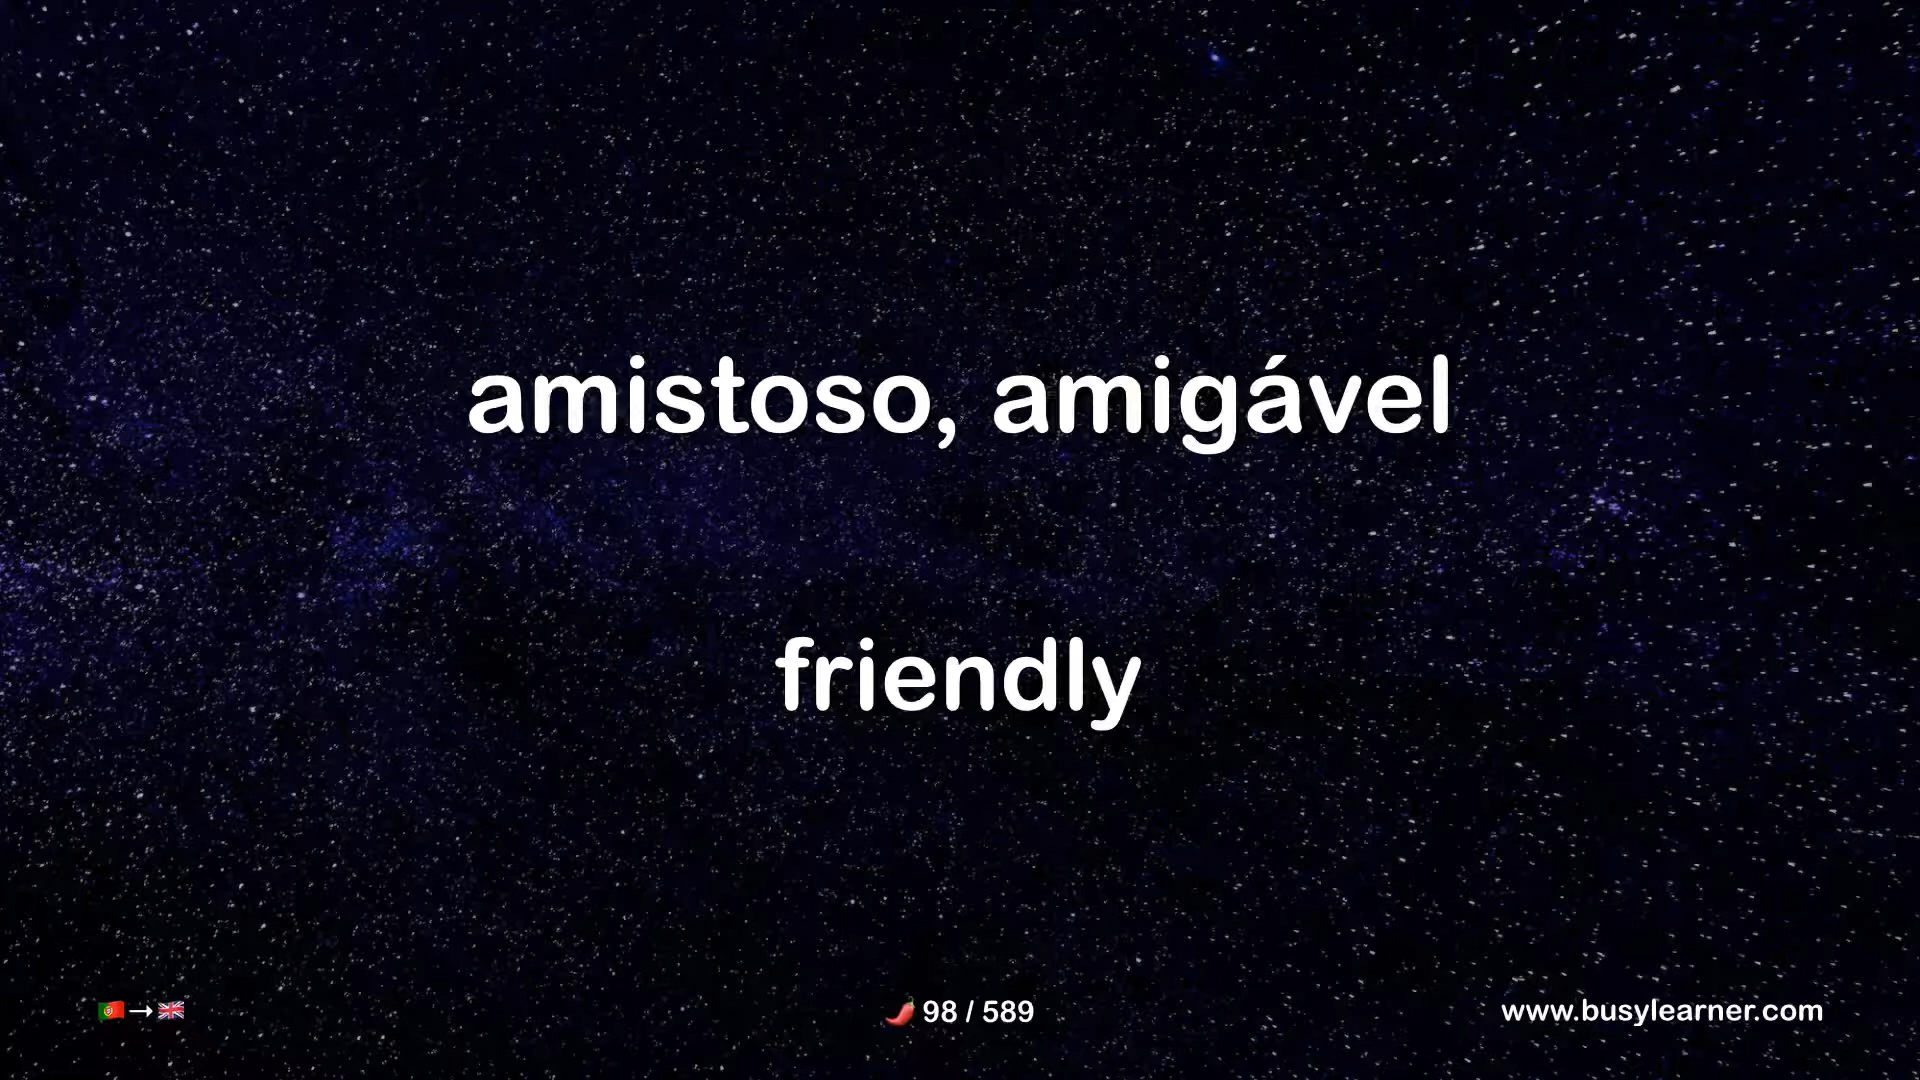 amistoso, amigável
friendly
🇵🇹→🇬🇧 🌶️ 98 / 589 www.busylearner.com